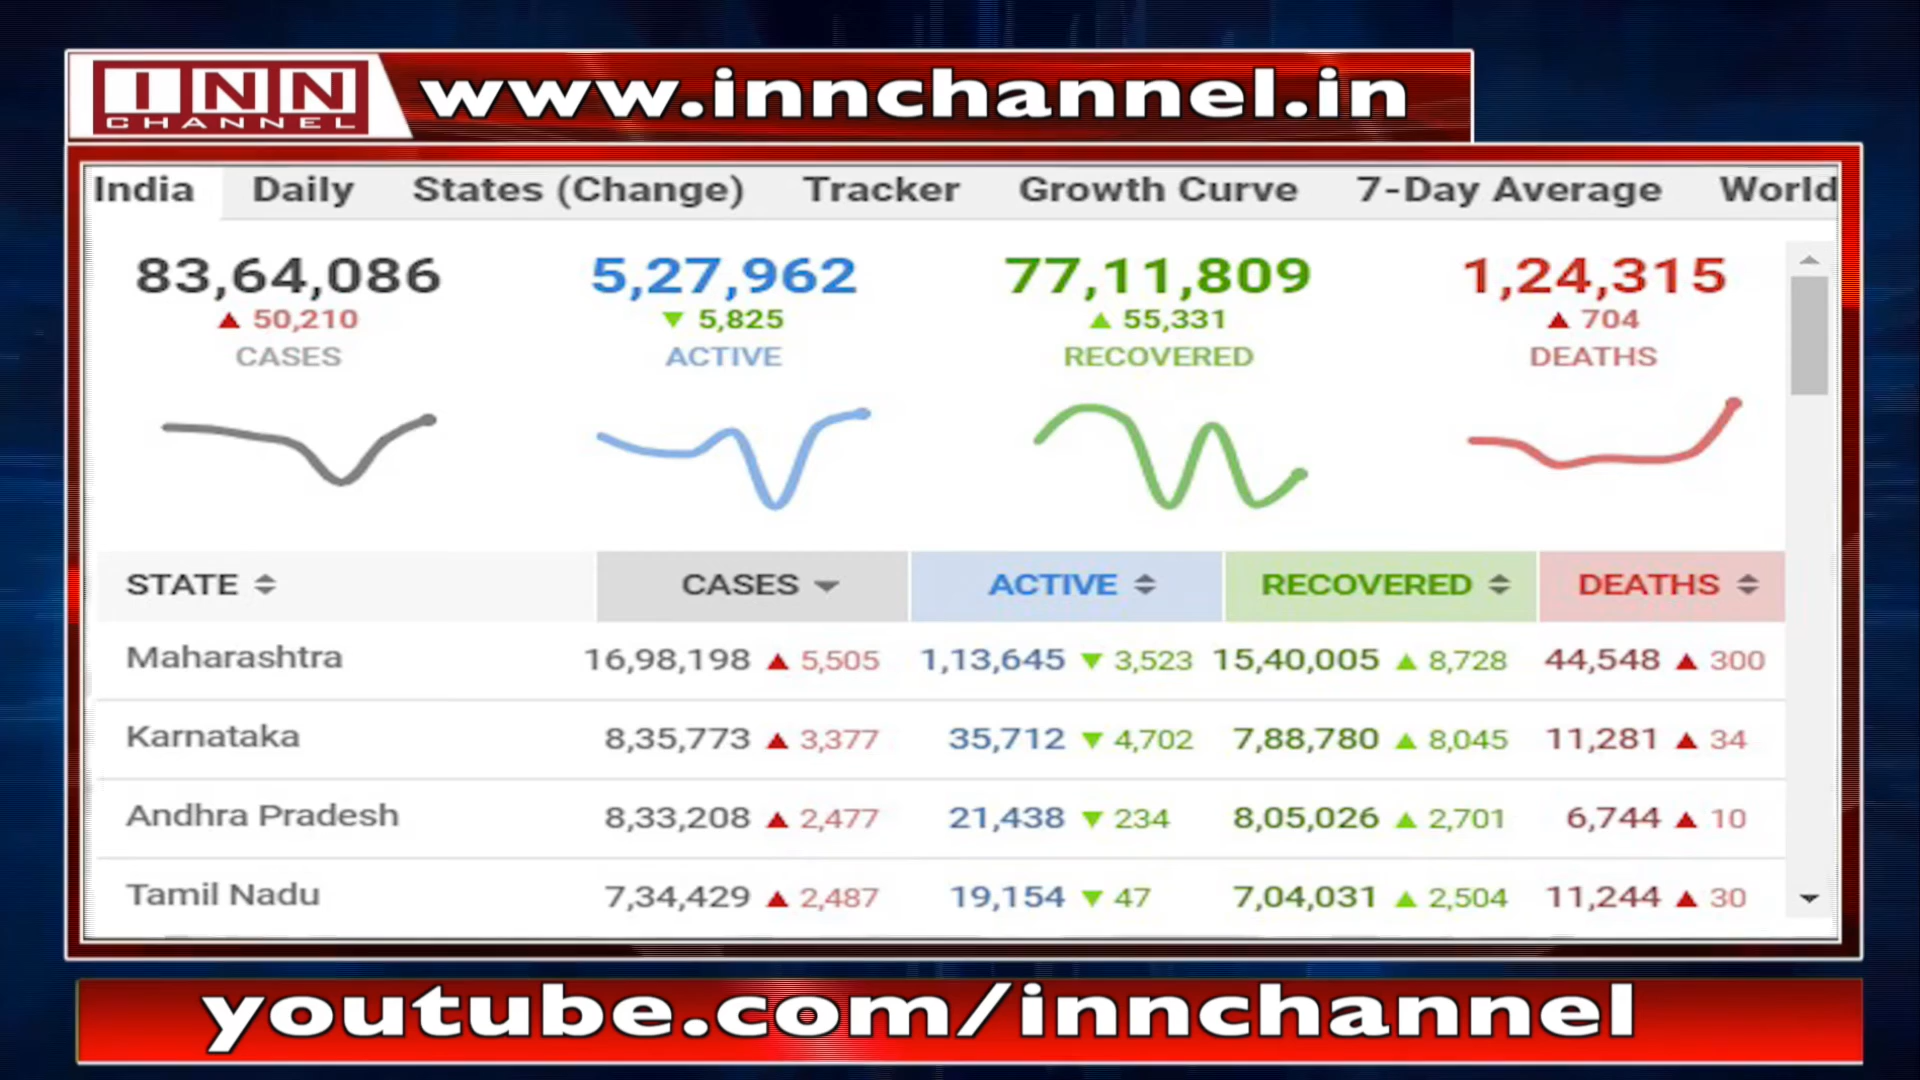 INN
CHANNEL
www.innchannel.in
India Daily States (Change) Tracker Growth Curve 7-Day Average World
83,64,086 5,27,962 77,11,809 1,24,315
▲ 50,210 ▼ 5,825 ▲ 55,331 ▲ 704
CASES ACTIVE RECOVERED DEATHS
STATE CASES ACTIVE RECOVERED DEATHS
Maharashtra 16,98,198 ▲ 5,505 1,13,645 ▼ 3,523 15,40,005 ▲ 8,728 44,548 ▲ 300
Karnataka 8,35,773 ▲ 3,377 35,712 ▼ 4,702 7,88,780 ▲ 8,045 11,281 ▲ 34
Andhra Pradesh 8,33,208 ▲ 2,477 21,438 ▼ 234 8,05,026 ▲ 2,701 6,744 ▲ 10
Tamil Nadu 7,34,429 ▲ 2,487 19,154 ▼ 47 7,04,031 ▲ 2,504 11,244 ▲ 30
youtube.com/innchannel